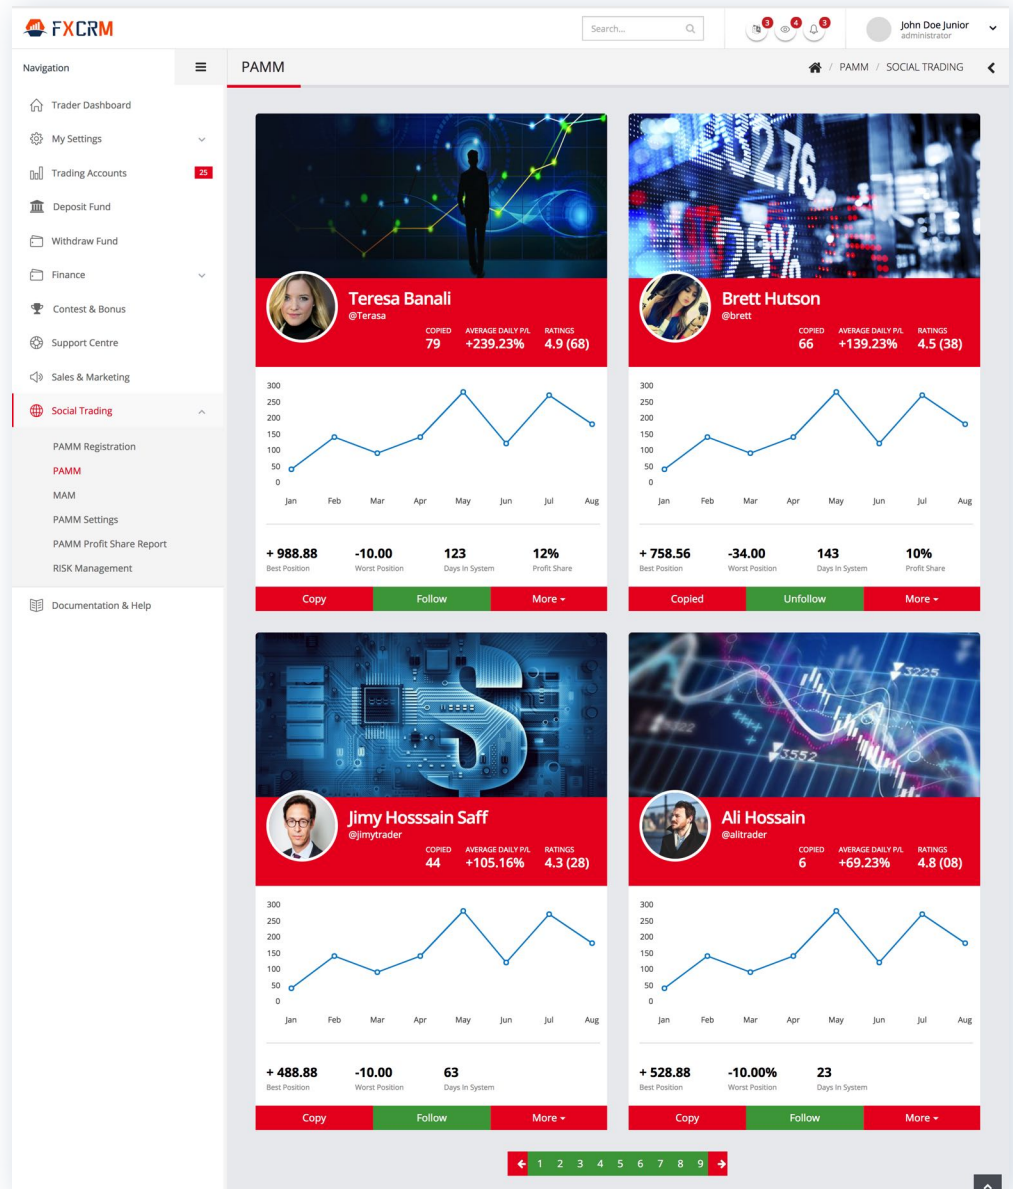 FXCRM
Search...
3
4
3
John Doe Junior
administrator
Navigation
PAMM
/ PAMM / SOCIAL TRADING
Trader Dashboard
My Settings
Trading Accounts 25
Deposit Fund
Withdraw Fund
Finance
Contest & Bonus
Support Centre
Sales & Marketing
Social Trading
PAMM Registration
PAMM
MAM
PAMM Settings
PAMM Profit Share Report
RISK Management
Documentation & Help
Teresa Banali
@Terasa
COPIED AVERAGE DAILY P/L RATINGS
79 +239.23% 4.9 (68)
300
250
200
150
100
50
0
Jan Feb Mar Apr May Jun Jul Aug
+ 988.88 -10.00 123 12%
Best Position Worst Position Days In System Profit Share
Copy Follow More
32.76
29%
Brett Hutson
@brett
COPIED AVERAGE DAILY P/L RATINGS
66 +139.23% 4.5 (38)
300
250
200
150
100
50
0
Jan Feb Mar Apr May Jun Jul Aug
+ 758.56 -34.00 143 10%
Best Position Worst Position Days In System Profit Share
Copied Unfollow More
S
Jimy Hosssain Saff
@jimytrader
COPIED AVERAGE DAILY P/L RATINGS
44 +105.16% 4.3 (28)
300
250
200
150
100
50
0
Jan Feb Mar Apr May Jun Jul Aug
+ 488.88 -10.00 63
Best Position Worst Position Days In System
Copy Follow More
3225
3322
3552
Ali Hossain
@alitrader
COPIED AVERAGE DAILY P/L RATINGS
6 +69.23% 4.8 (08)
300
250
200
150
100
50
0
Jan Feb Mar Apr May Jun Jul Aug
+ 528.88 -10.00% 23
Best Position Worst Position Days In System
Copy Follow More
1 2 3 4 5 6 7 8 9